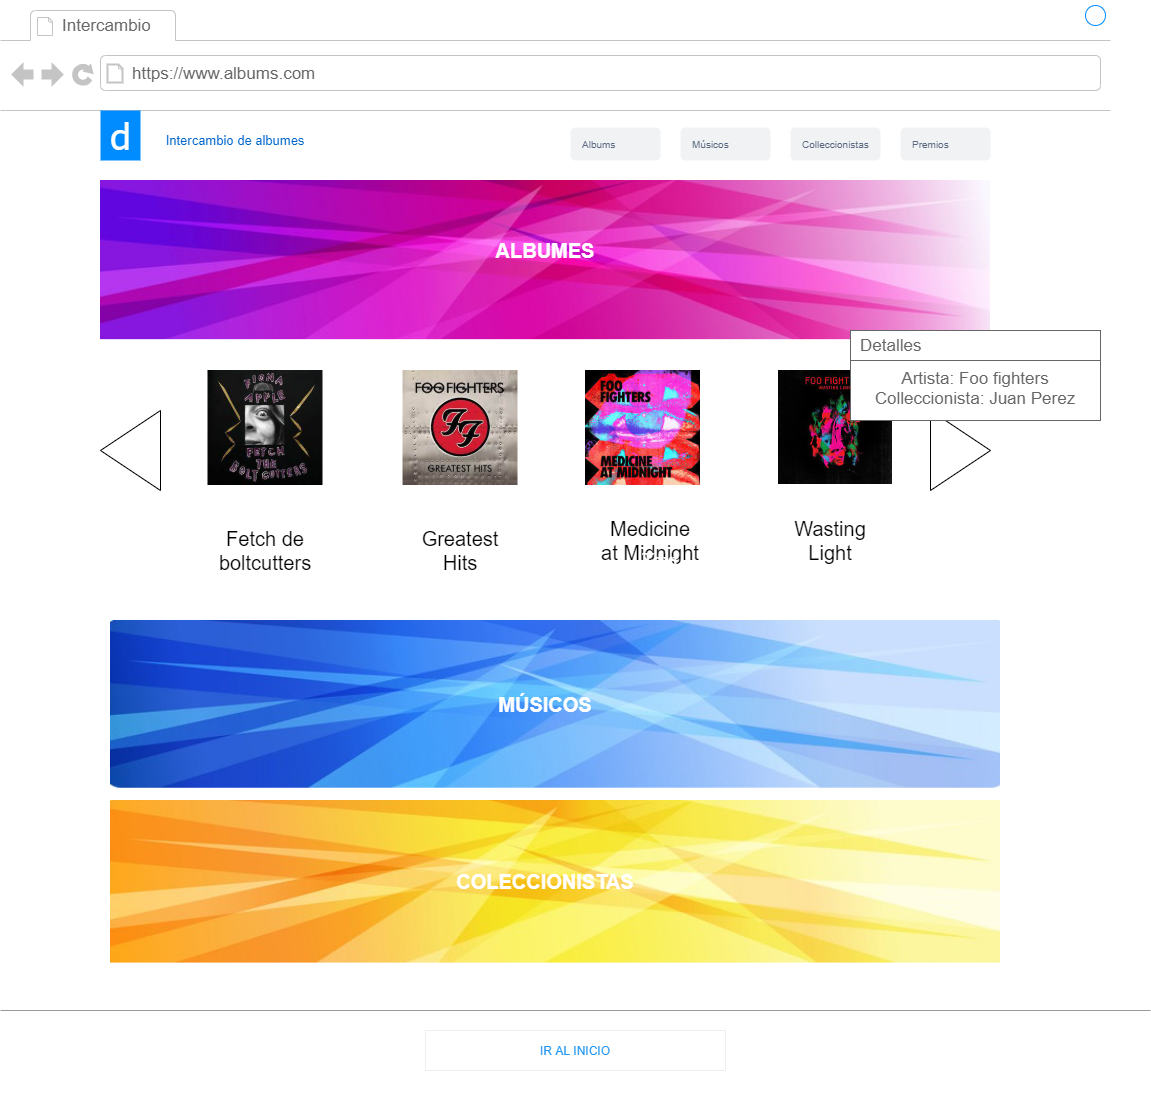 Intercambio
https://www.albums.com
d
Intercambio de albumes
Albums
Músicos
Colleccionistas
Premios
ALBUMES
Detalles
Artista: Foo fighters
Colleccionista: Juan Perez
FIONA
APPLE
FETCH
THE
BOLT CUTTERS
FOO FIGHTERS
FF
GREATEST HITS
FOO
FIGHTERS
MEDICINE
AT MIDNIGHT
FOO
Fetch de
boltcutters
Greatest
Hits
Medicine
at Midnight
Wasting
Light
MÚSICOS
COLECCIONISTAS
IR AL INICIO